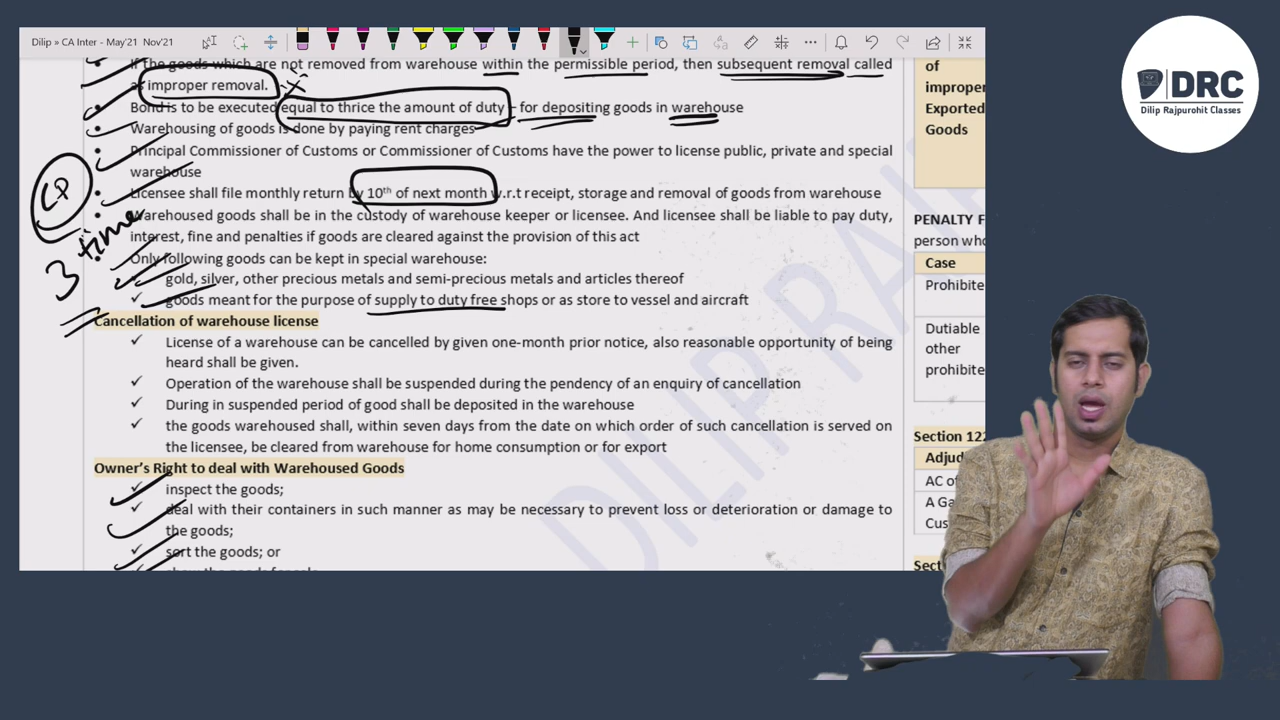 Dilip » CA Inter - May'21 Nov'21
If the goods which are not removed from warehouse within the permissible period, then subsequent removal called
as improper removal.
Bond is to be executed equal to thrice the amount of duty - for depositing goods in warehouse
Warehousing of goods is done by paying rent charges
Principal Commissioner of Customs or Commissioner of Customs have the power to license public, private and special
warehouse
Licensee shall file monthly return by 10th of next month w.r.t receipt, storage and removal of goods from warehouse
Warehoused goods shall be in the custody of warehouse keeper or licensee. And licensee shall be liable to pay duty,
interest, fine and penalties if goods are cleared against the provision of this act
Only following goods can be kept in special warehouse:
gold, silver, other precious metals and semi-precious metals and articles thereof
goods meant for the purpose of supply to duty free shops or as store to vessel and aircraft
3 time
Cancellation of warehouse license
License of a warehouse can be cancelled by given one-month prior notice, also reasonable opportunity of being
heard shall be given.
Operation of the warehouse shall be suspended during the pendency of an enquiry of cancellation
During in suspended period of good shall be deposited in the warehouse
the goods warehoused shall, within seven days from the date on which order of such cancellation is served on
the licensee, be cleared from warehouse for home consumption or for export
Owner's Right to deal with Warehoused Goods
inspect the goods;
deal with their containers in such manner as may be necessary to prevent loss or deterioration or damage to
the goods;
sort the goods; or
DILIP RAJ
of
improper
Exported
Goods
PENALTY F
person who
Case
Prohibite
Dutiable
other
prohibite
Section 122
Adjud
AC of
A Ga
Cus
Sect
DRC
Dilip Rajpurohit Classes